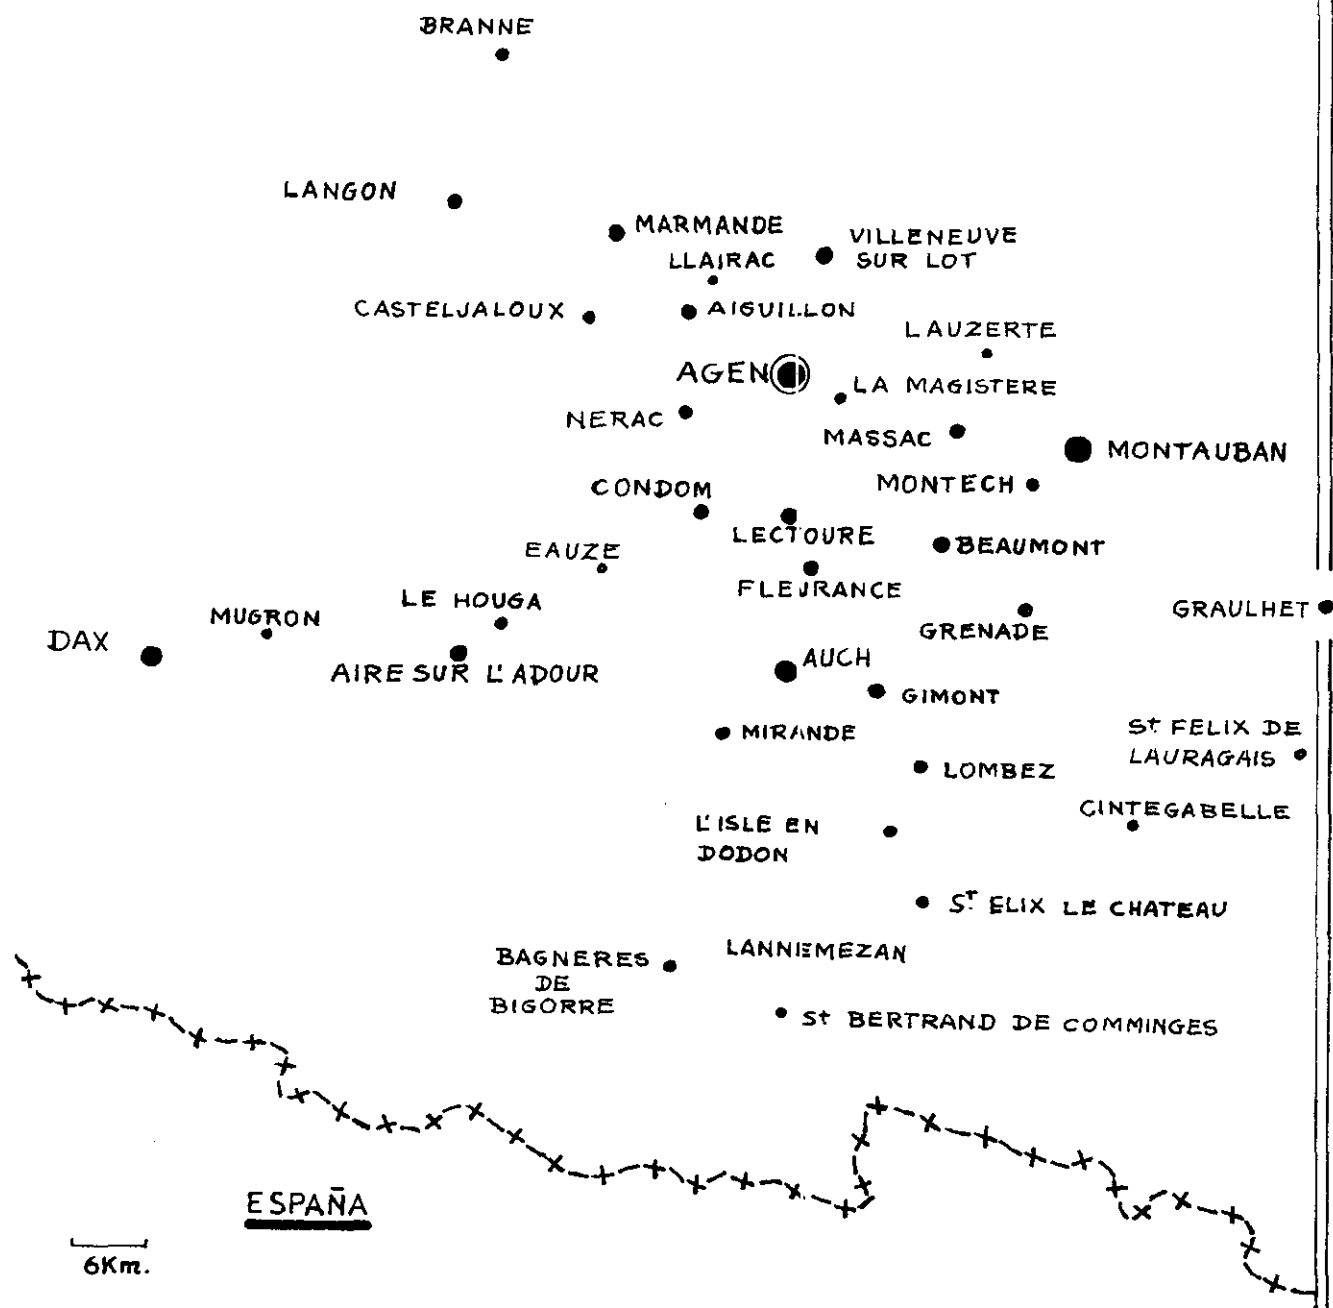 BRANNE
LANGON
MARMANDE
VILLENEUVE
SUR LOT
LLAIRAC
CASTELJALOUX
AIGUILLON
LAUZERTE
AGEN
LA MAGISTERE
NERAC
MASSAC
MONTAUBAN
CONDOM
MONTECH
LECTOURE
EAUZE
BEAUMONT
FLEURANCE
LE HOUGA
MUGRON
GRAULHET
GRENADE
DAX
AIRE SUR L'ADOUR
AUCH
GIMONT
MIRANDE
St FELIX DE
LAURAGAIS
LOMBEZ
CINTEGABELLE
L'ISLE EN
DODON
ST. ELIX LE CHATEAU
LANNEMEZAN
BAGNERES
DE
BIGORRE
St BERTRAND DE COMMINGES
ESPAÑA
6Km.